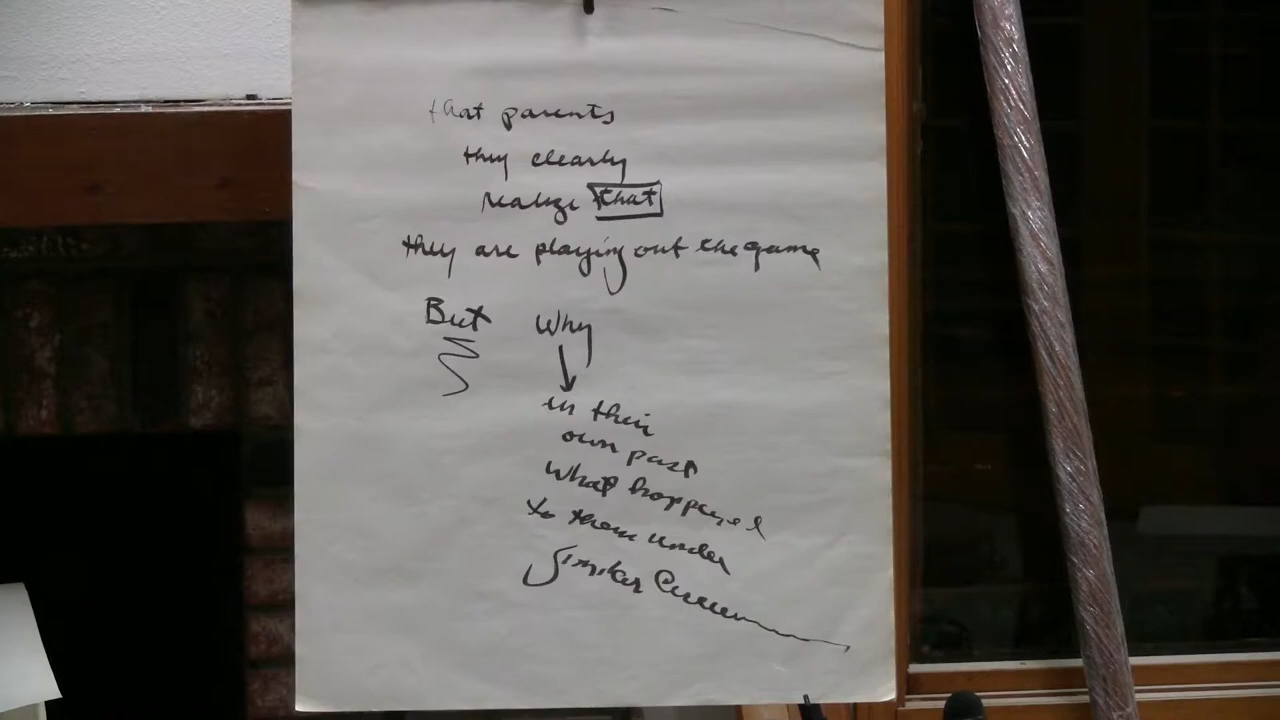 that parents
they clearly
realize that
they are playing out the game
But Why
in their
own past
What happened
to them under
Similar